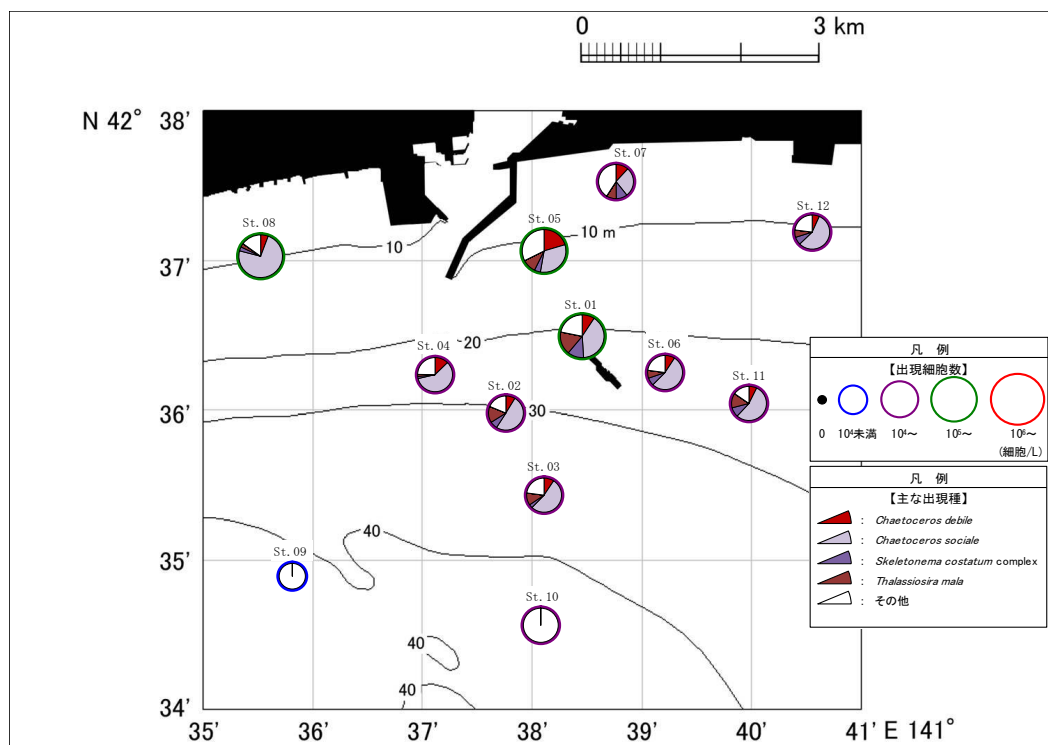 0 3 km
N 42° 38'
St.07
St.12
St.08
St.05
10
10 m
37'
St.01
20
St.04
St.06
St.02
St.11
36'
30
凡 例
【出現細胞数】
0 10⁴未満 10⁴～ 10⁵～ 10⁶～
(細胞/L)
St.03
凡 例
【主な出現種】
: Chaetoceros debile
: Chaetoceros sociale
: Skeletonema costatum complex
: Thalassiosira mala
: その他
40
St.09
35'
St.10
40
40
34'
35' 36' 37' 38' 39' 40' 41' E 141°